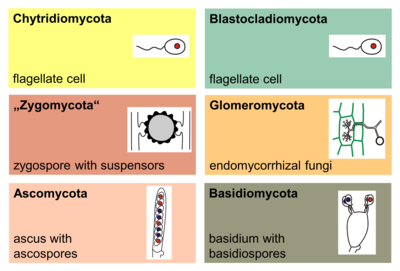 Chytridiomycota
flagellate cell
Blastocladiomycota
flagellate cell
„Zygomycota“
zygospore with suspensors
Glomeromycota
endomycorrhizal fungi
Ascomycota
ascus with
ascospores
Basidiomycota
basidium with
basidiospores